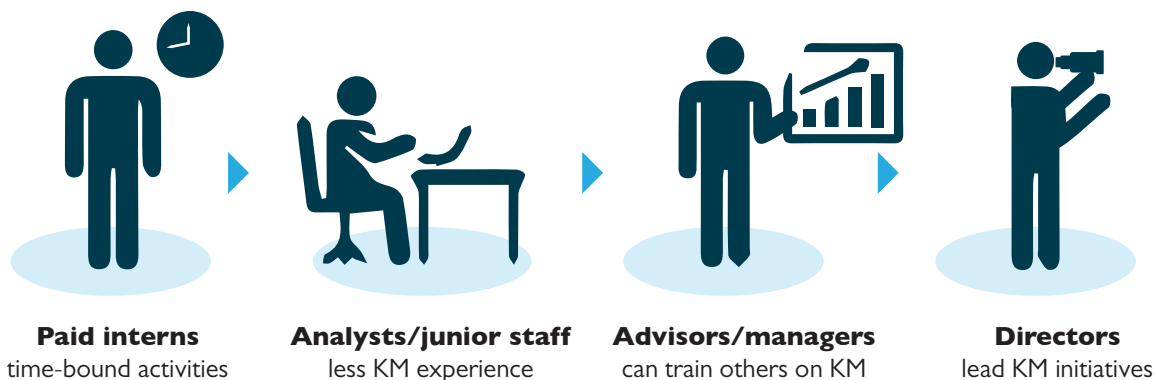 Paid interns
time-bound activities
Analysts/junior staff
less KM experience
Advisors/managers
can train others on KM
Directors
lead KM initiatives